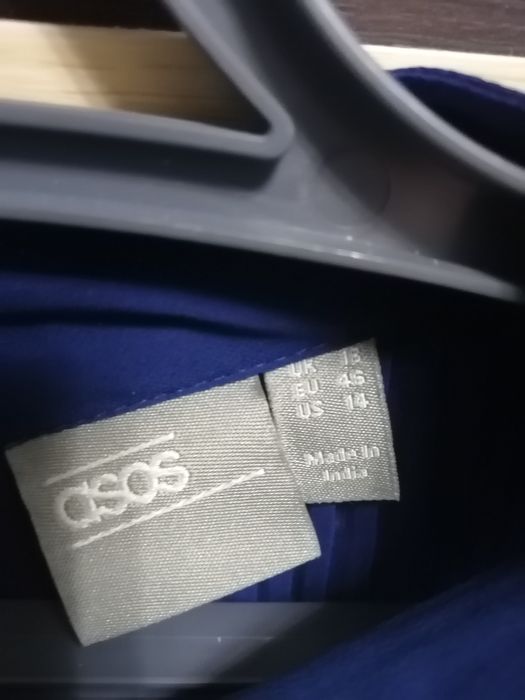 asos
UK 18
EU 46
US 14
Made In
India